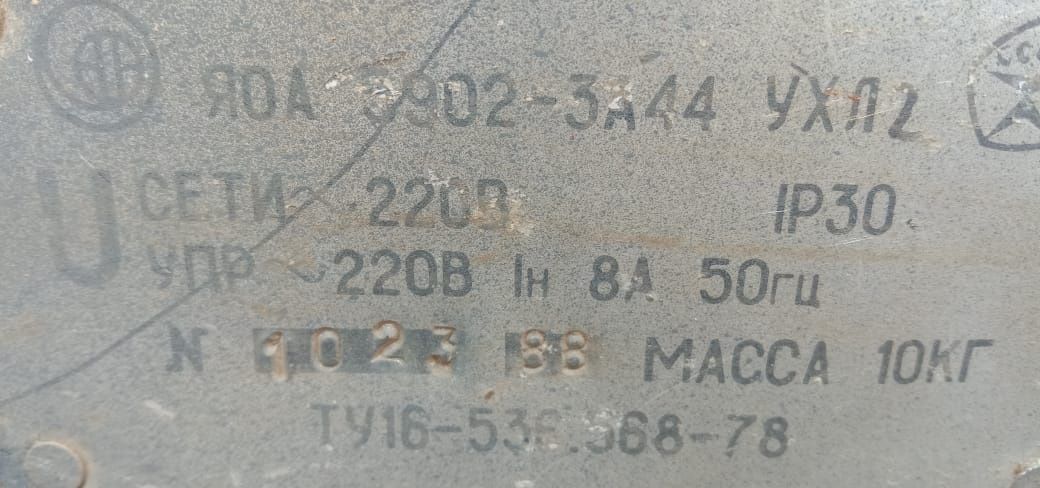 ЯОА 9902-3А44 УХЛ2
U СЕТИ ~ 220В IP30
УПР ~ 220В Iн 8А 50гц
N 1023 88 МАССА 10КГ
ТУ16-536.368-78